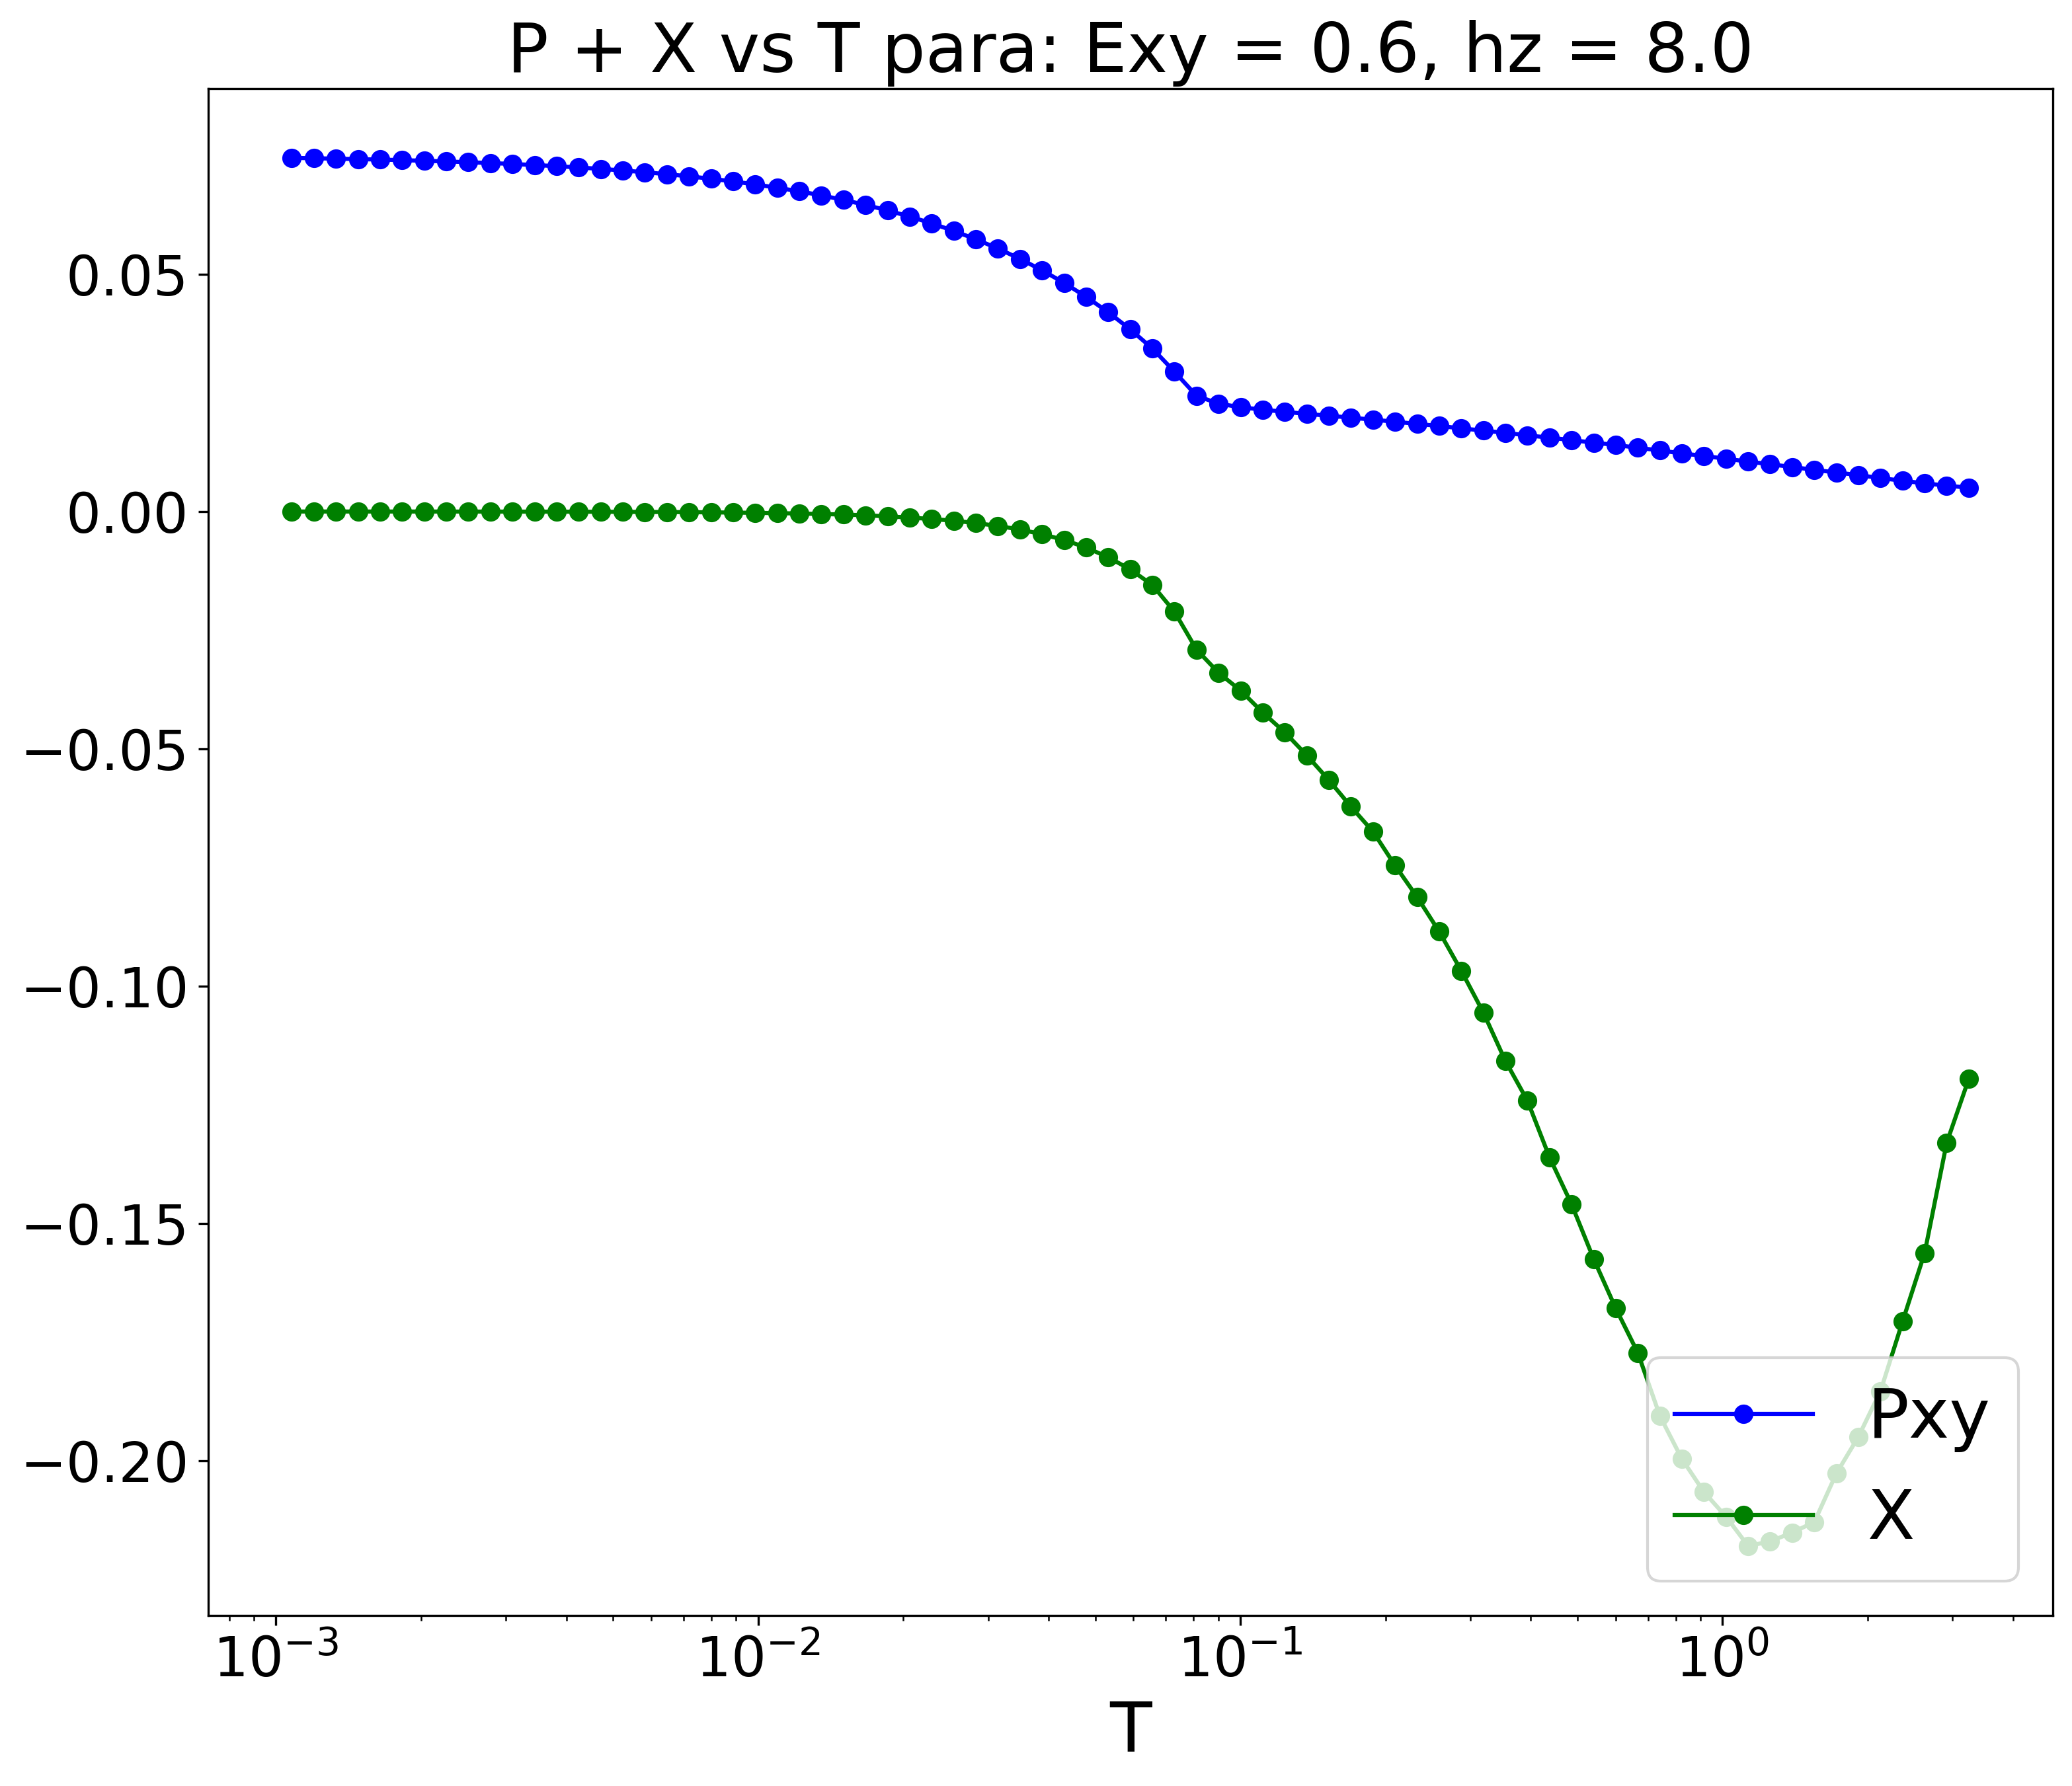 P + X vs T para: Exy = 0.6, hz = 8.0
0.05
0.00
−0.05
−0.10
−0.15
−0.20
Pxy
X
10⁻³ 10⁻² 10⁻¹ 10⁰
T